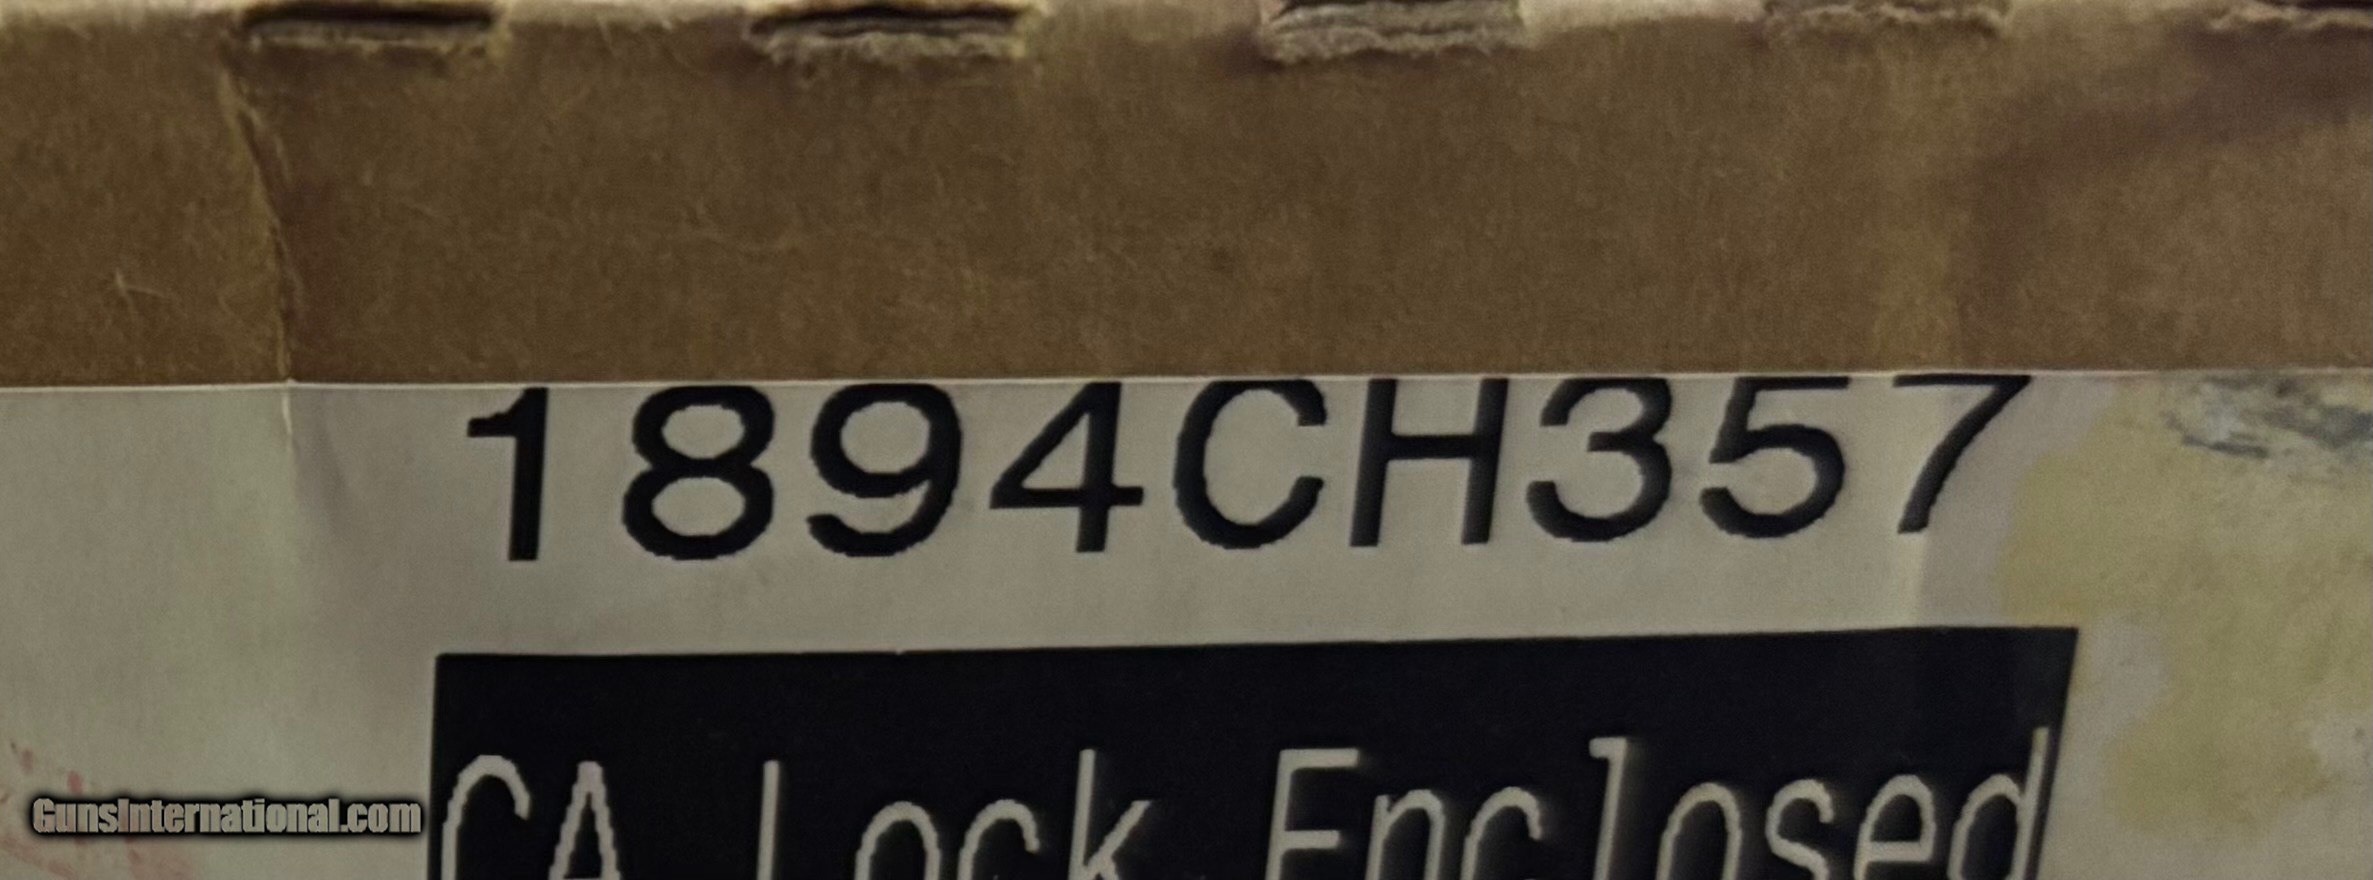 1894CH357
CA Lock Enclosed
GunsInternational.com